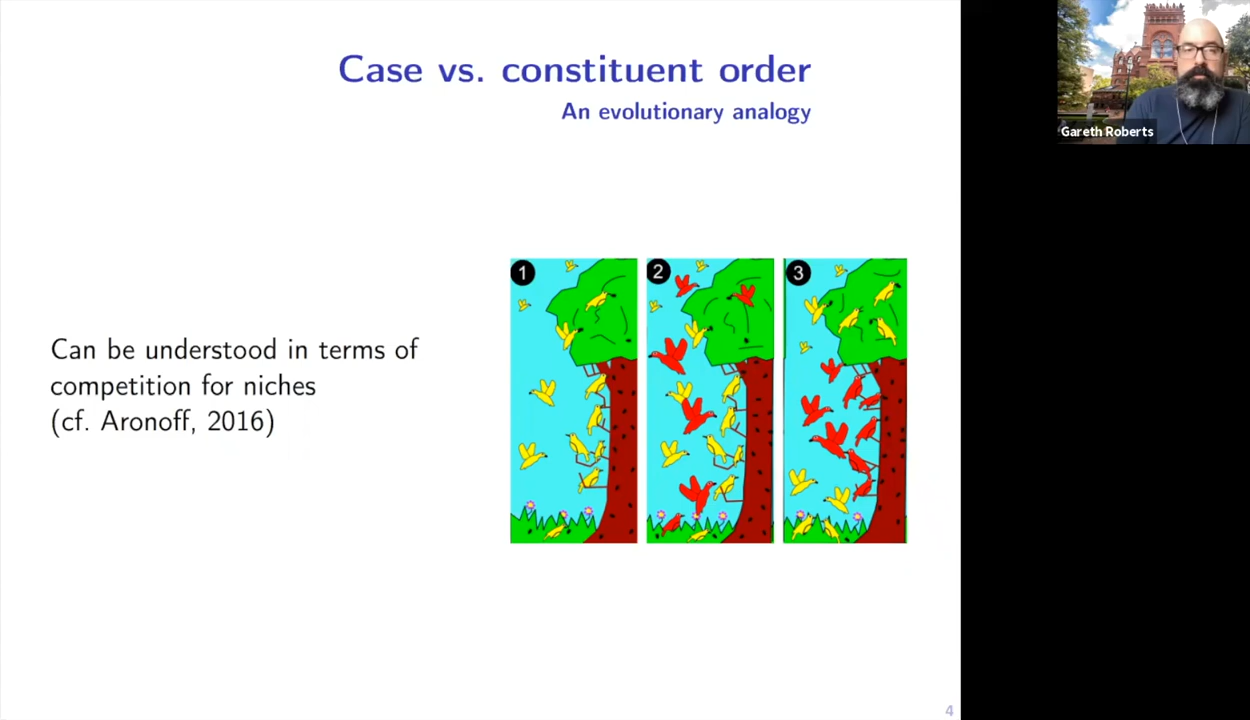 Case vs. constituent order
An evolutionary analogy
Can be understood in terms of
competition for niches
(cf. Aronoff, 2016)
1
2
3
4
Gareth Roberts